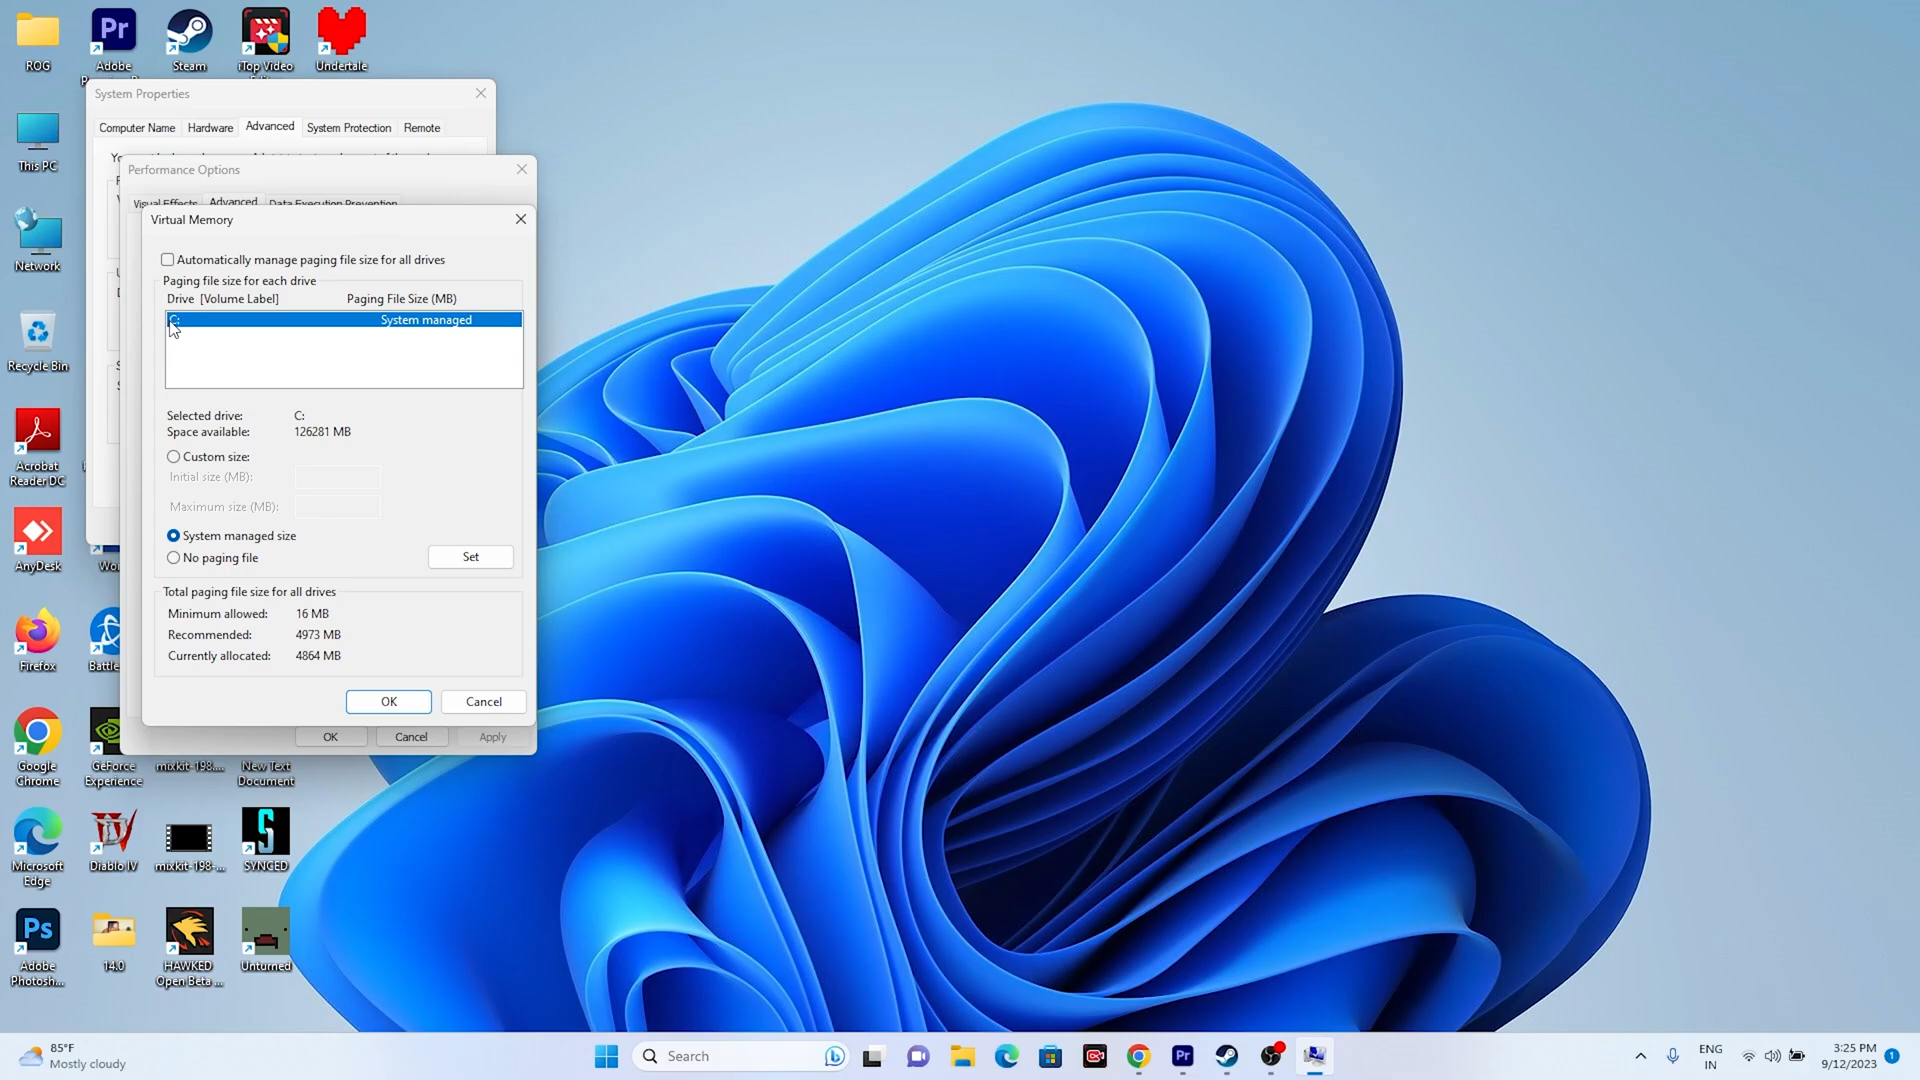 ROG
Adobe
Steam
iTop Video
Undertale
This PC
Network
Recycle Bin
Acrobat
Reader DC
AnyDesk
Firefox
Google
Chrome
GeForce
Experience
mixkit-198....
New Text
Document
Microsoft
Edge
Diablo IV
mixkit-198-...
SYNCED
Adobe
Photosh...
14.0
HAWKED
Open Beta ...
Unturned
System Properties
Computer Name
Hardware
Advanced
System Protection
Remote
Performance Options
Visual Effects
Advanced
Data Execution Prevention
Virtual Memory
Automatically manage paging file size for all drives
Paging file size for each drive
Drive [Volume Label]
Paging File Size (MB)
C:
System managed
Selected drive:
C:
Space available:
126281 MB
Custom size:
Initial size (MB):
Maximum size (MB):
System managed size
No paging file
Set
Total paging file size for all drives
Minimum allowed:
16 MB
Recommended:
4973 MB
Currently allocated:
4864 MB
OK
Cancel
OK
Cancel
Apply
85°F
Mostly cloudy
Search
ENG
IN
3:25 PM
9/12/2023
1